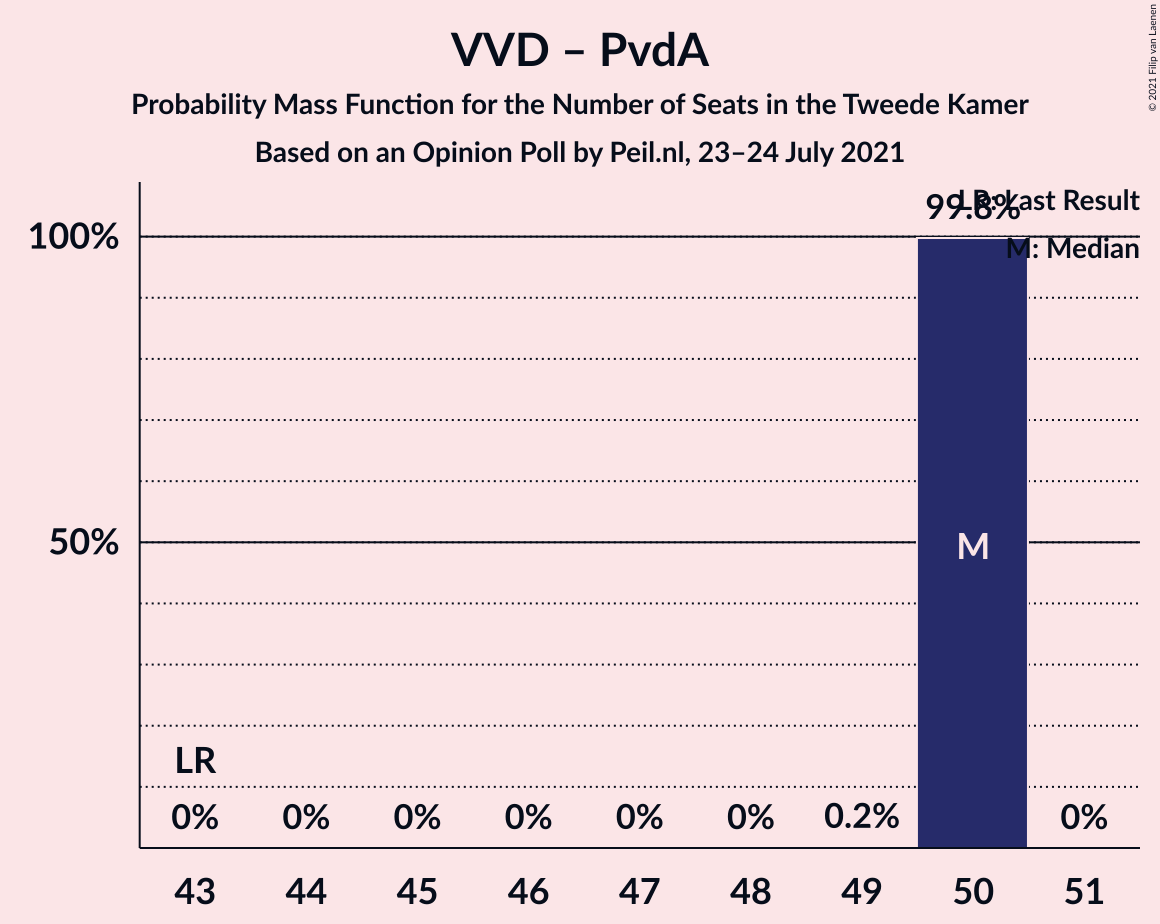 VVD – PvdA
Probability Mass Function for the Number of Seats in the Tweede Kamer
Based on an Opinion Poll by Peil.nl, 23–24 July 2021
© 2021 Filip van Laenen
99.8%
LR: Last Result
100%
M: Median
50%
M
LR
0% 0% 0% 0% 0% 0% 0.2% 0%
43 44 45 46 47 48 49 50 51